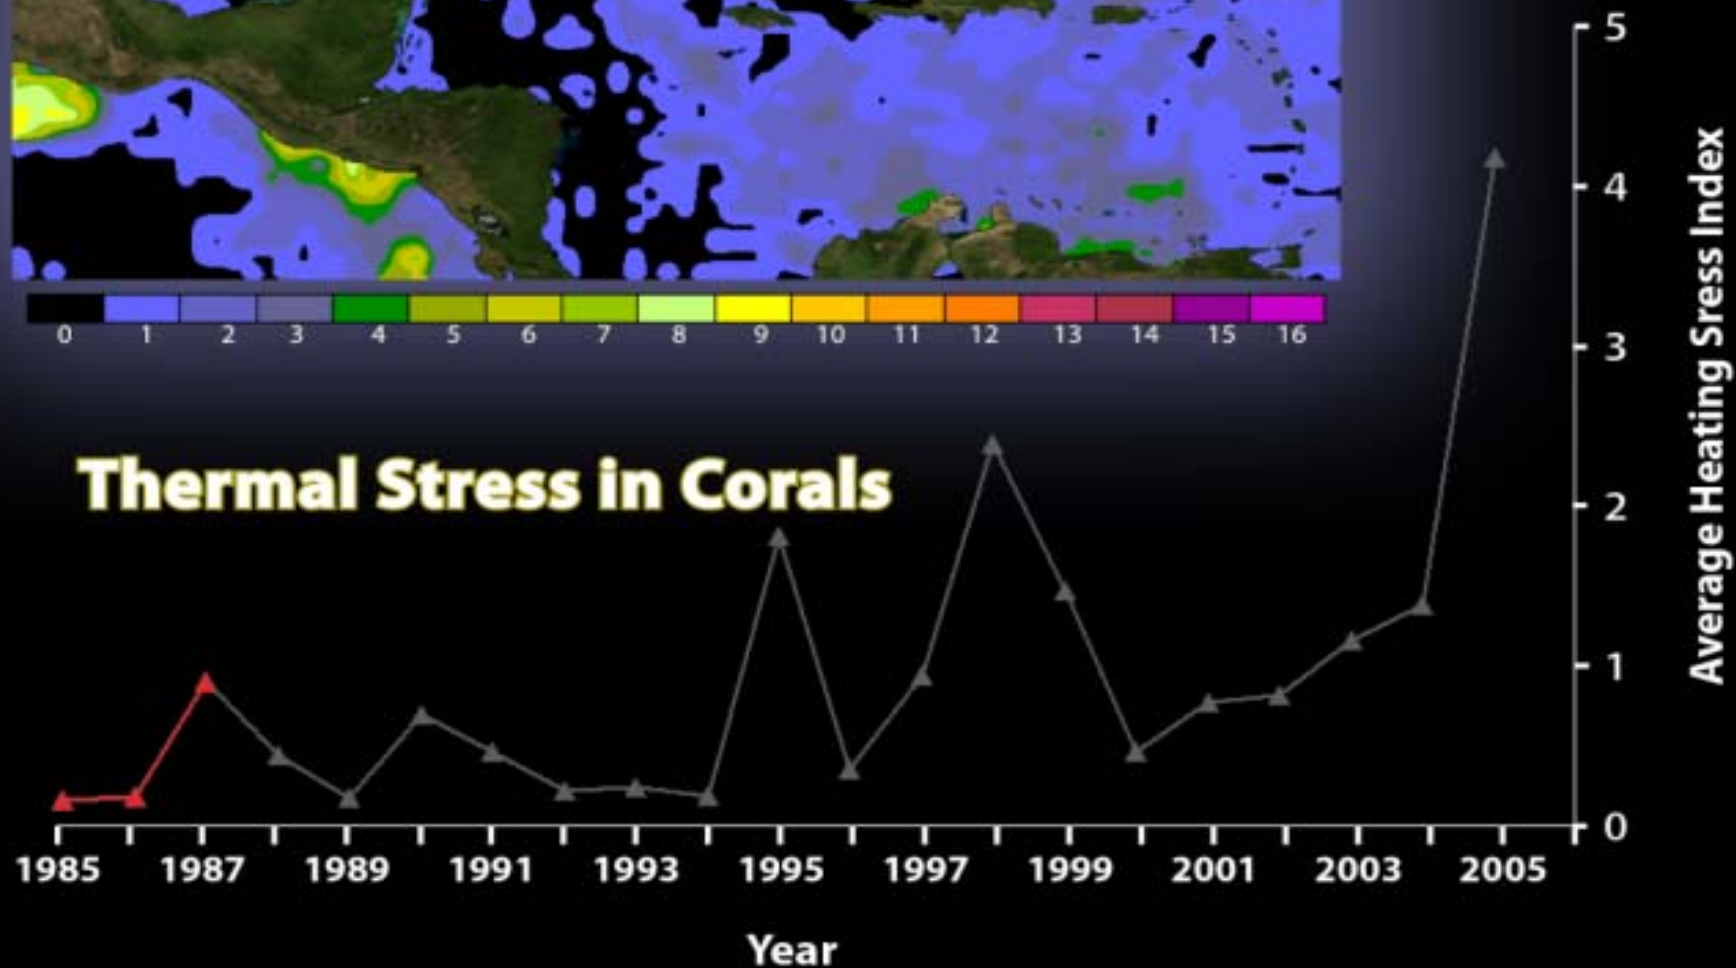 5
4
3
2
1
0
Average Heating Sress Index
0 1 2 3 4 5 6 7 8 9 10 11 12 13 14 15 16
Thermal Stress in Corals
1985 1987 1989 1991 1993 1995 1997 1999 2001 2003 2005
Year